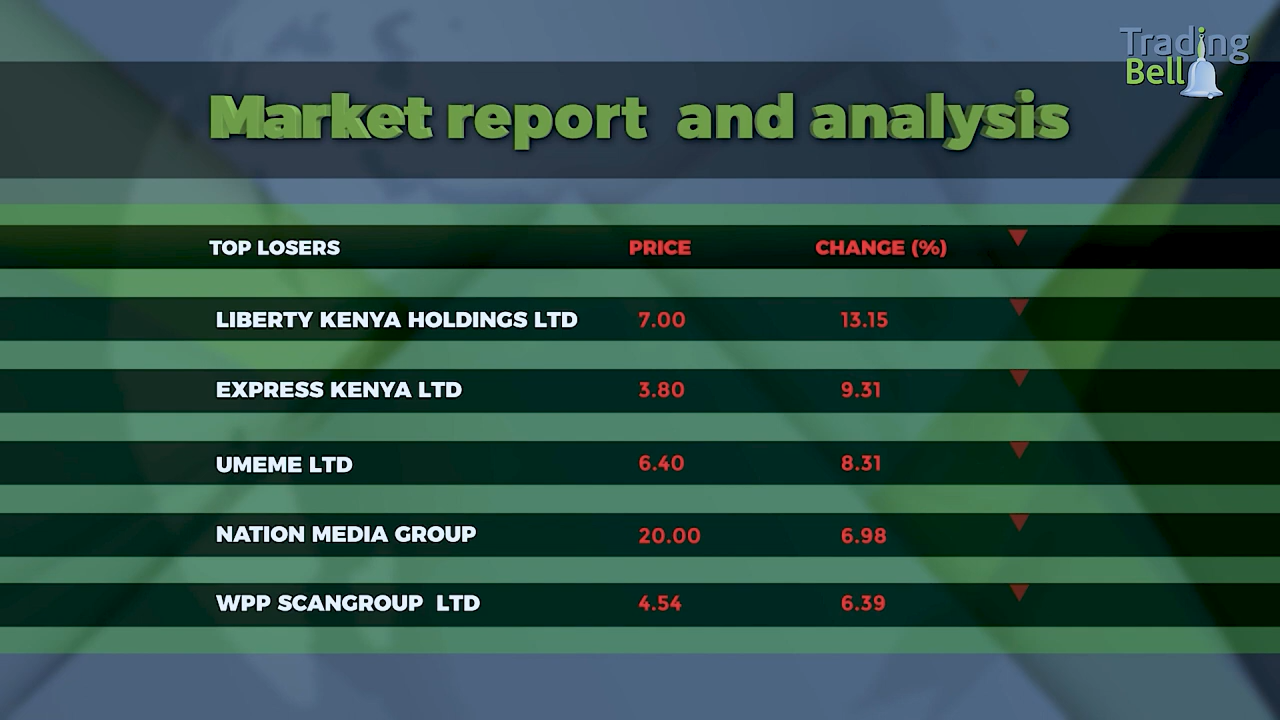 Trading
Bell
Market report and analysis
TOP LOSERS PRICE CHANGE (%)
LIBERTY KENYA HOLDINGS LTD 7.00 13.15
EXPRESS KENYA LTD 3.80 9.31
UMEME LTD 6.40 8.31
NATION MEDIA GROUP 20.00 6.98
WPP SCANGROUP LTD 4.54 6.39